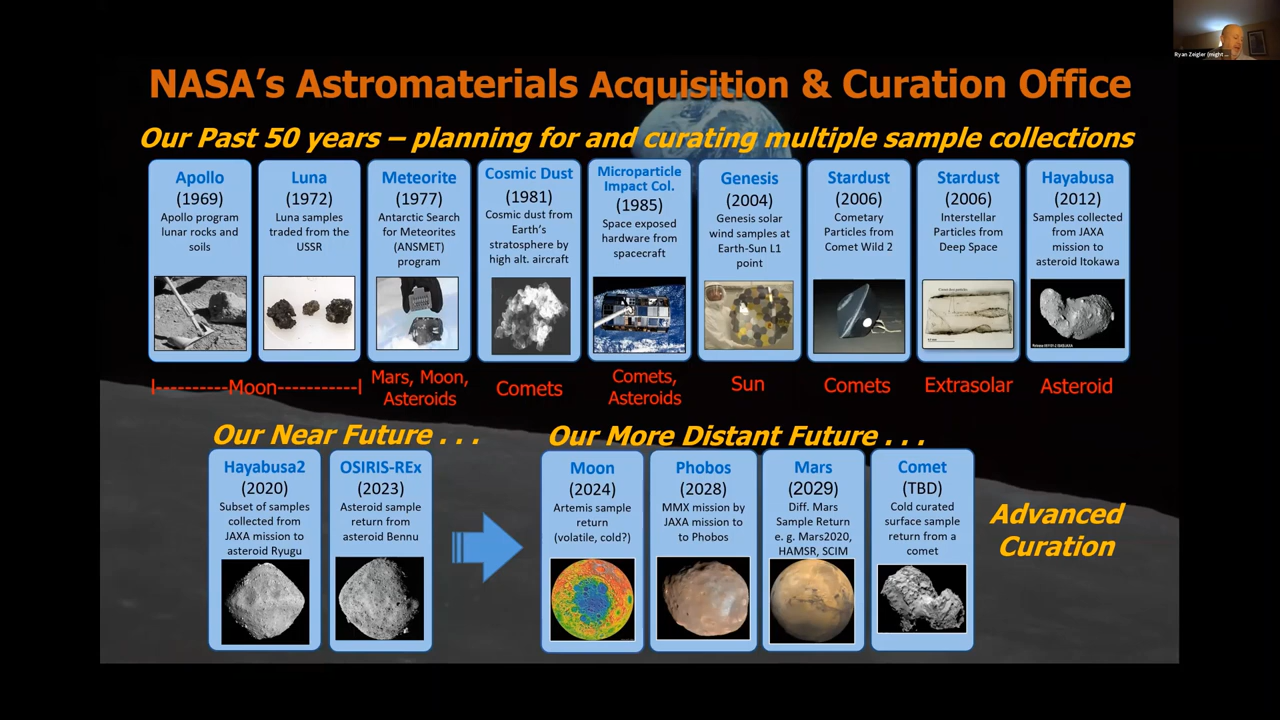 Ryan Zeigler (might ...
NASA's Astromaterials Acquisition & Curation Office
Our Past 50 years – planning for and curating multiple sample collections
Apollo
(1969)
Apollo program
lunar rocks and
soils
Luna
(1972)
Luna samples
traded from the
USSR
Meteorite
(1977)
Antarctic Search
for Meteorites
(ANSMET)
program
Cosmic Dust
(1981)
Cosmic dust from
Earth's
stratosphere by
high alt. aircraft
Microparticle
Impact Col.
(1985)
Space exposed
hardware from
spacecraft
Genesis
(2004)
Genesis solar
wind samples at
Earth-Sun L1
point
Stardust
(2006)
Cometary
Particles from
Comet Wild 2
Stardust
(2006)
Interstellar
Particles from
Deep Space
Hayabusa
(2012)
Samples collected
from JAXA
mission to
asteroid Itokawa
|----------Moon-----------|
Mars, Moon,
Asteroids
Comets
Comets,
Asteroids
Sun
Comets
Extrasolar
Asteroid
Our Near Future . . .
Hayabusa2
(2020)
Subset of samples
collected from
JAXA mission to
asteroid Ryugu
OSIRIS-REx
(2023)
Asteroid sample
return from
asteroid Bennu
Our More Distant Future . . .
Moon
(2024)
Artemis sample
return
(volatile, cold?)
Phobos
(2028)
MMX mission by
JAXA mission to
Phobos
Mars
(2029)
Diff. Mars
Sample Return
e. g. Mars2020,
HAMSR, SCIM
Comet
(TBD)
Cold curated
surface sample
return from a
comet
Advanced
Curation